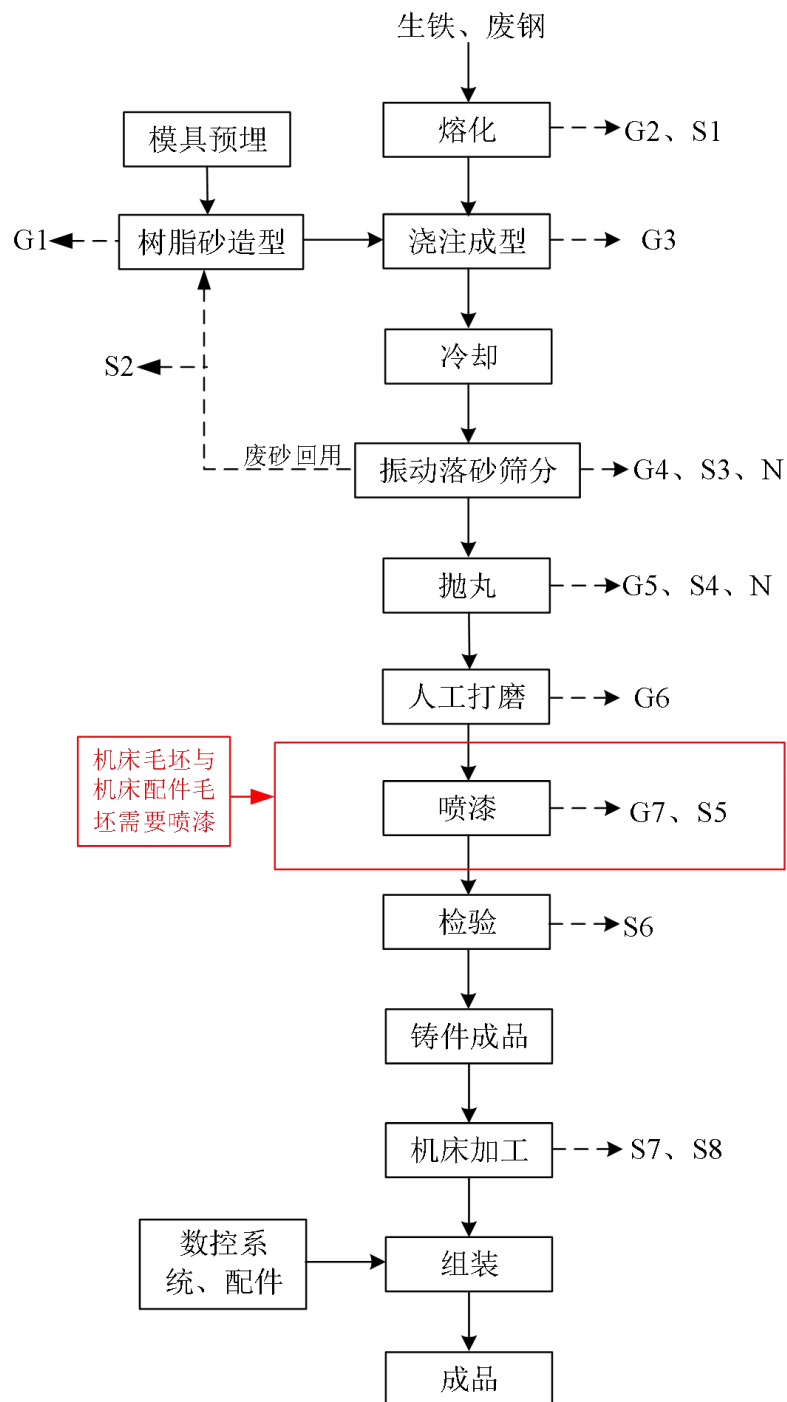 生铁、废钢
熔化
G2、S1
模具预埋
G1
树脂砂造型
浇注成型
G3
S2
冷却
废砂回用
振动落砂筛分
G4、S3、N
抛丸
G5、S4、N
人工打磨
G6
机床毛坯与
机床配件毛
坯需要喷漆
喷漆
G7、S5
检验
S6
铸件成品
机床加工
S7、S8
数控系
统、配件
组装
成品